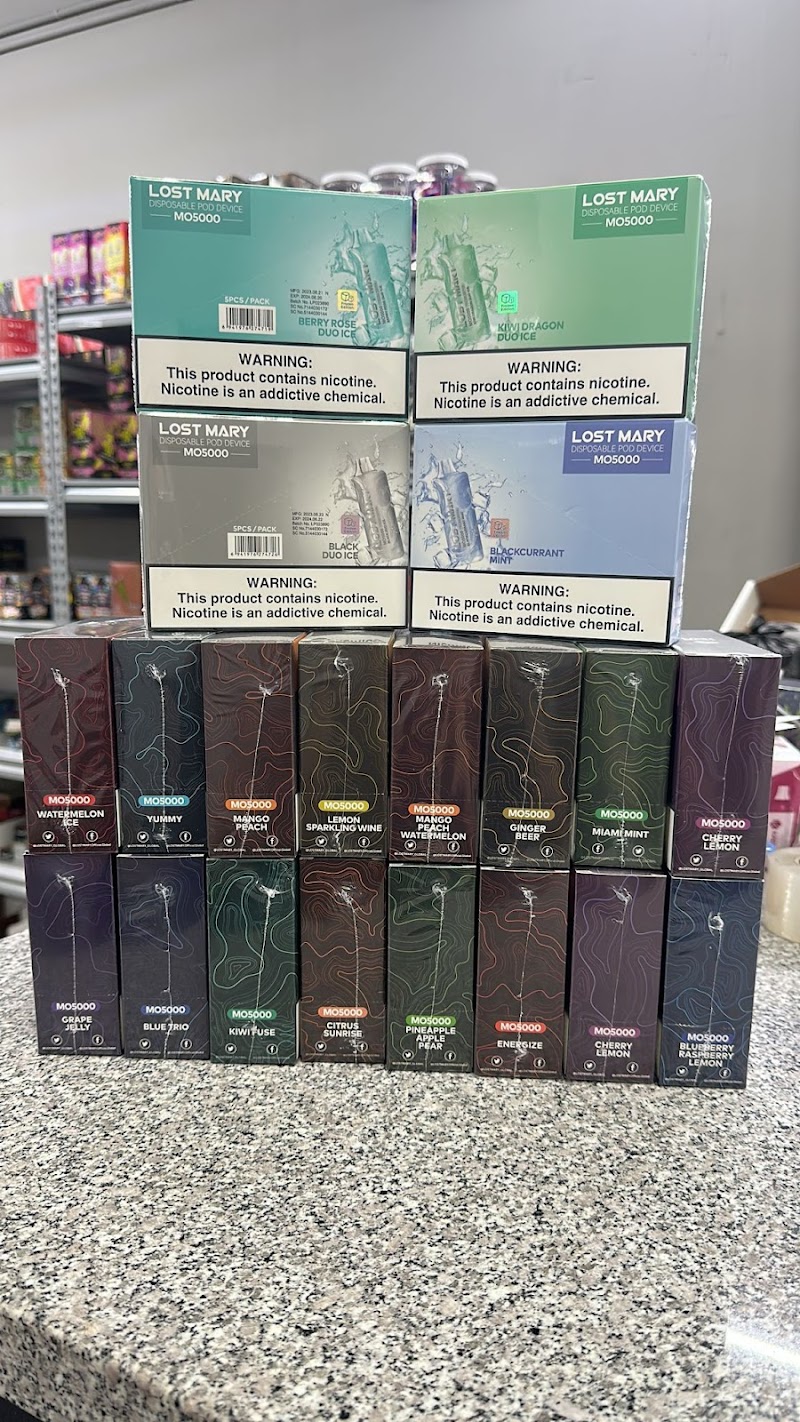 LOST MARY
DISPOSABLE POD DEVICE
MO5000
5PCS / PACK
BERRY ROSE
DUO ICE
WARNING:
This product contains nicotine.
Nicotine is an addictive chemical.
LOST MARY
DISPOSABLE POD DEVICE
MO5000
KIWI DRAGON
DUO ICE
WARNING:
This product contains nicotine.
Nicotine is an addictive chemical.
LOST MARY
DISPOSABLE POD DEVICE
MO5000
5PCS / PACK
BLACK
DUO ICE
WARNING:
This product contains nicotine.
Nicotine is an addictive chemical.
LOST MARY
DISPOSABLE POD DEVICE
MO5000
BLACKCURRANT
MINT
WARNING:
This product contains nicotine.
Nicotine is an addictive chemical.
MO5000
WATERMELON
ICE
MO5000
YUMMY
MO5000
MANGO
PEACH
MO5000
LEMON
SPARKLING WINE
MO5000
MANGO
PEACH
WATERMELON
MO5000
GINGER
BEER
MO5000
MIAMI MINT
MO5000
CHERRY
LEMON
MO5000
GRAPE
JELLY
MO5000
BLUE TRIO
MO5000
KIWI FUSE
MO5000
CITRUS
SUNRISE
MO5000
PINEAPPLE
APPLE
PEAR
MO5000
ENERGIZE
MO5000
CHERRY
LEMON
MO5000
BLUEBERRY
RASPBERRY
LEMON